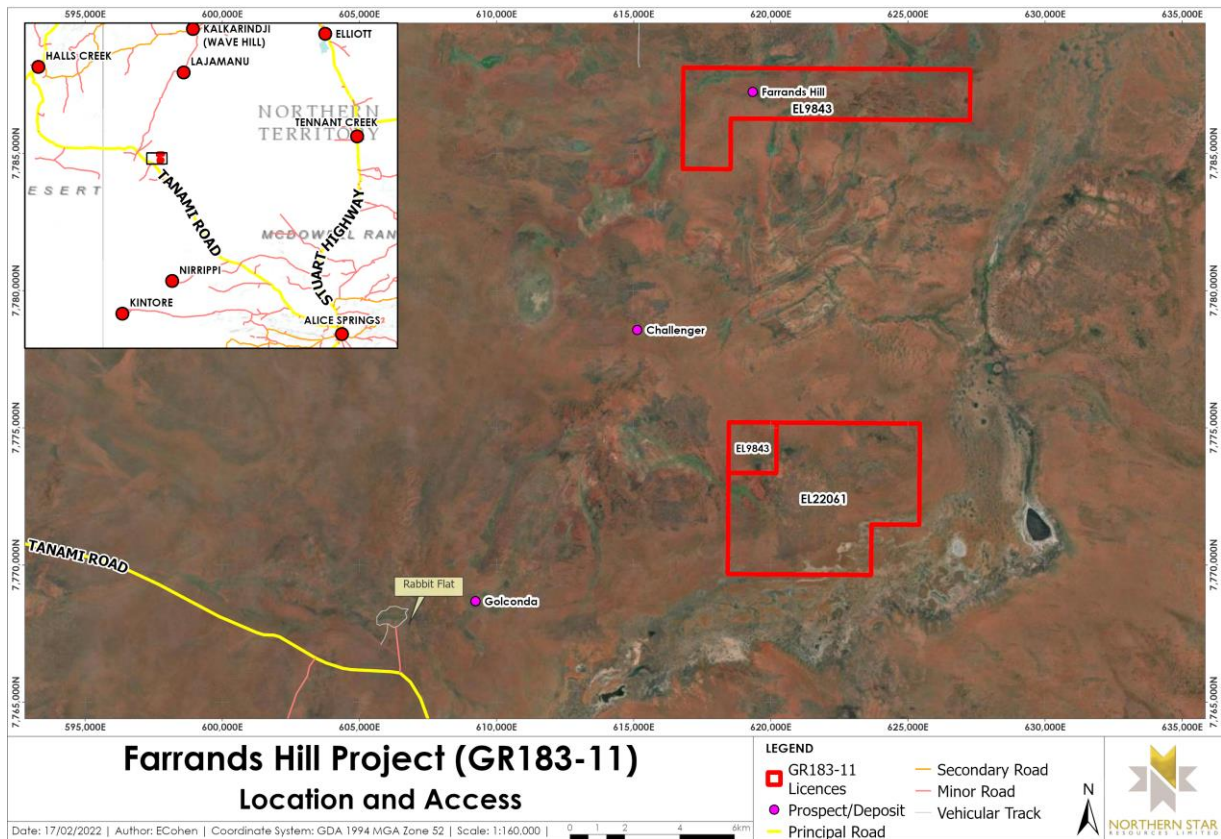 595,000E 600,000E 605,000E 610,000E 615,000E 620,000E 625,000E 630,000E 635,000E
KALKARINDJI
(WAVE HILL)
ELLIOTT
HALLS CREEK
LAJAMANU
NORTHERN
TERRITORY
TENNANT CREEK
ESERT
TANAMI ROAD
STUART HIGHWAY
MCDOWELL RAN
NIRRIPPI
KINTORE
ALICE SPRINGS
Farrands Hill
EL9843
7,785,000N
7,785,000N
7,780,000N
7,780,000N
Challenger
7,775,000N
7,775,000N
EL9843
EL22061
TANAMI ROAD
7,770,000N
7,770,000N
Rabbit Flat
Golconda
7,765,000N
7,765,000N
595,000E 600,000E 605,000E 610,000E 615,000E 620,000E 625,000E 630,000E 635,000E
Farrands Hill Project (GR183-11)
Location and Access
Date: 17/02/2022 | Author: ECohen | Coordinate System: GDA 1994 MGA Zone 52 | Scale: 1:160,000 |
0 1 2 4 6km
LEGEND
GR183-11
Licences
Prospect/Deposit
Principal Road
Secondary Road
Minor Road
Vehicular Track
N
NORTHERN STAR
RESOURCES LIMITED